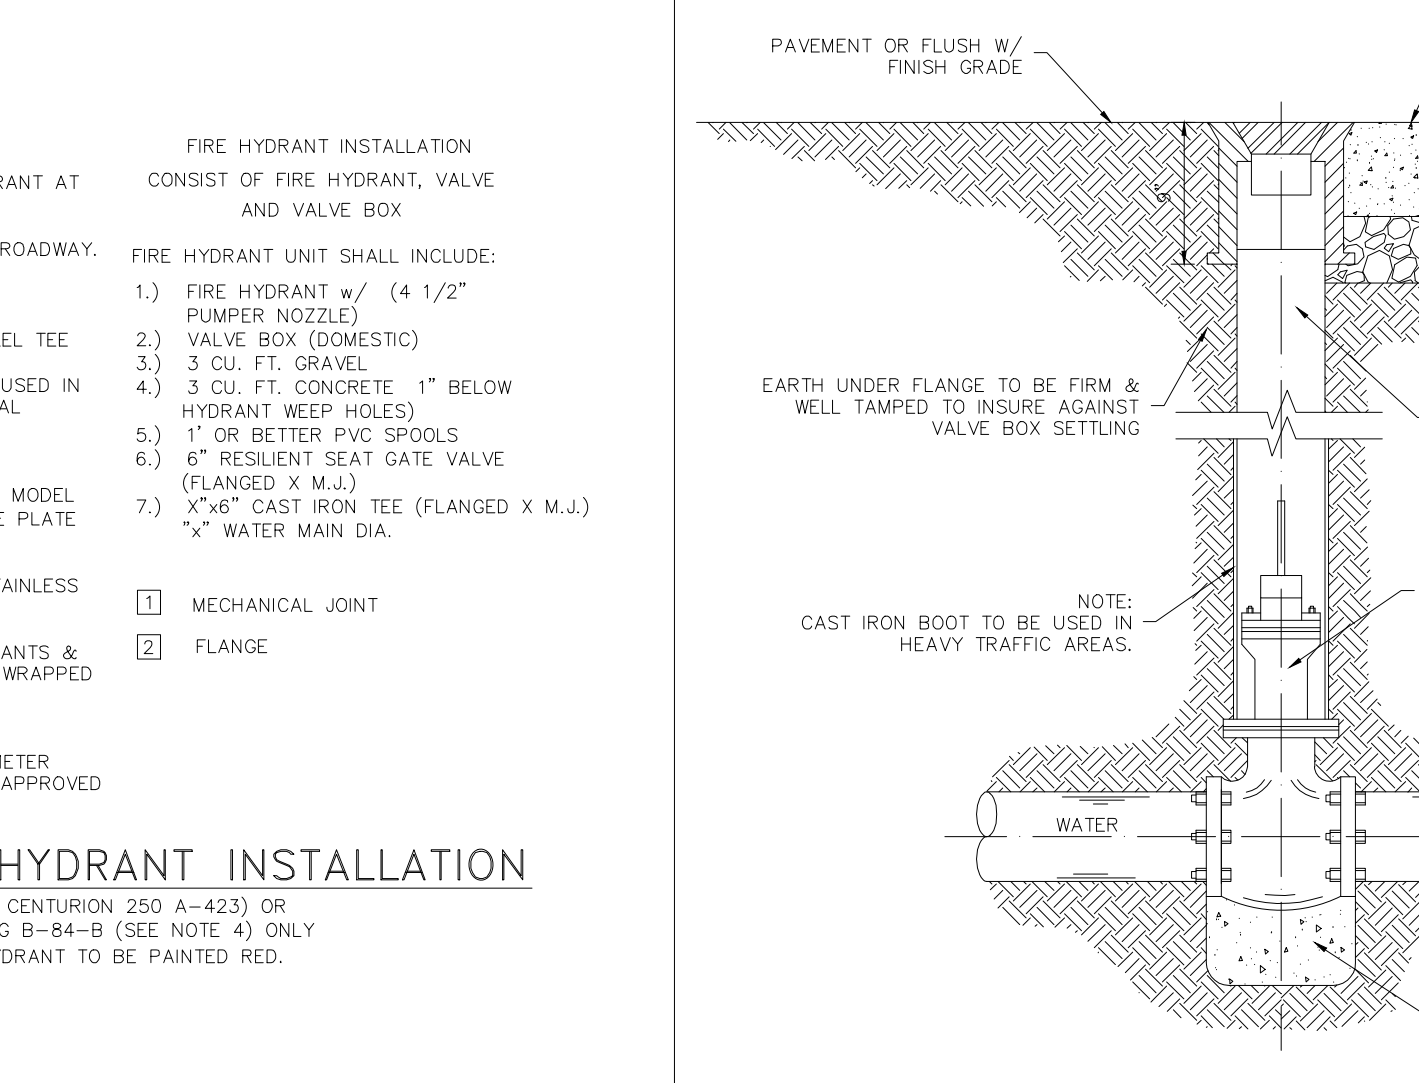 RANT AT
ROADWAY.
EL TEE
USED IN
AL
MODEL
E PLATE
TAINLESS
ANTS &
WRAPPED
METER
APPROVED
FIRE HYDRANT INSTALLATION
CONSIST OF FIRE HYDRANT, VALVE
AND VALVE BOX
FIRE HYDRANT UNIT SHALL INCLUDE:
1.) FIRE HYDRANT w/ (4 1/2"
PUMPER NOZZLE)
2.) VALVE BOX (DOMESTIC)
3.) 3 CU. FT. GRAVEL
4.) 3 CU. FT. CONCRETE 1" BELOW
HYDRANT WEEP HOLES)
5.) 1' OR BETTER PVC SPOOLS
6.) 6" RESILIENT SEAT GATE VALVE
(FLANGED X M.J.)
7.) X"x6" CAST IRON TEE (FLANGED X M.J.)
"x" WATER MAIN DIA.
1 MECHANICAL JOINT
2 FLANGE
HYDRANT INSTALLATION
CENTURION 250 A-423) OR
G B-84-B (SEE NOTE 4) ONLY
YDRANT TO BE PAINTED RED.
PAVEMENT OR FLUSH W/
FINISH GRADE
9"
EARTH UNDER FLANGE TO BE FIRM &
WELL TAMPED TO INSURE AGAINST
VALVE BOX SETTLING
NOTE:
CAST IRON BOOT TO BE USED IN
HEAVY TRAFFIC AREAS.
WATER